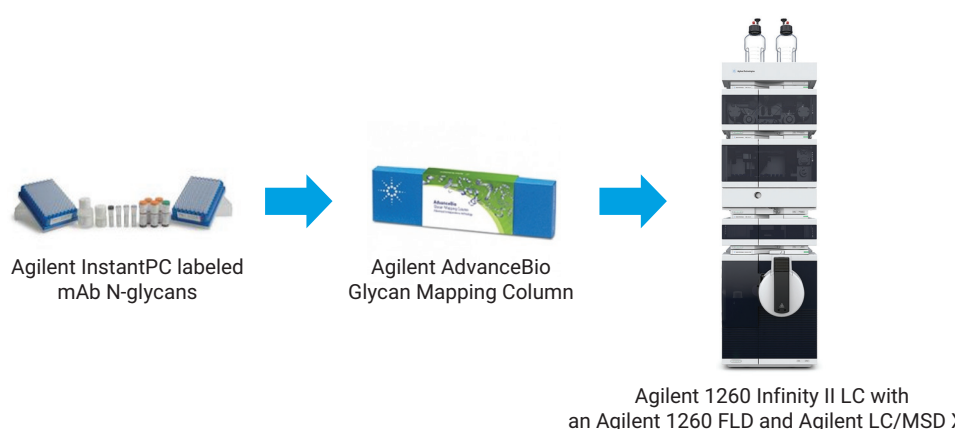 Agilent InstantPC labeled
mAb N-glycans
AdvanceBio
Agilent AdvanceBio
Glycan Mapping Column
Agilent 1260 Infinity II LC with
an Agilent 1260 FLD and Agilent LC/MSD